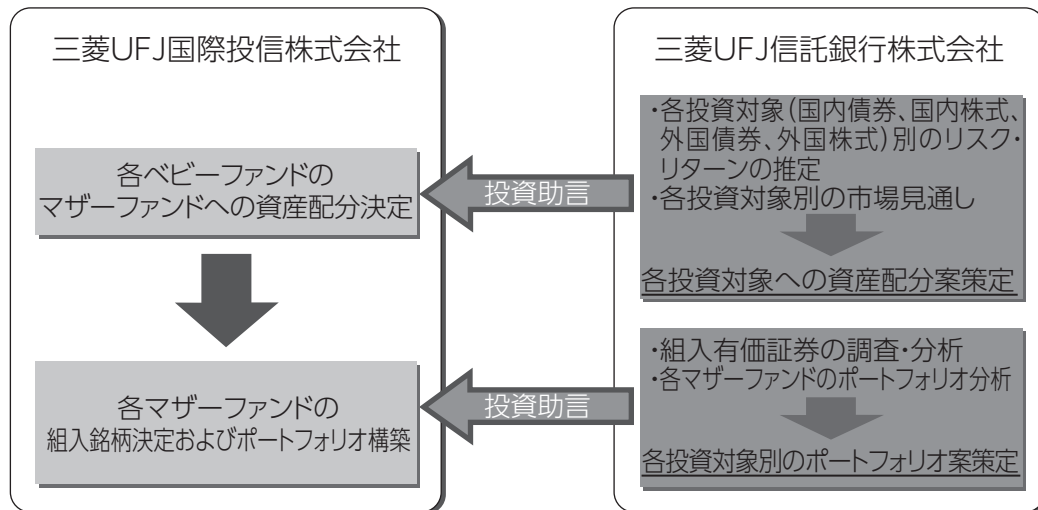 三菱UFJ国際投信株式会社
各ベビーファンドの
マザーファンドへの資産配分決定
各マザーファンドの
組入銘柄決定およびポートフォリオ構築
投資助言
投資助言
三菱UFJ信託銀行株式会社
・各投資対象(国内債券、国内株式、
外国債券、外国株式)別のリスク・
リターンの推定
・各投資対象別の市場見通し
各投資対象への資産配分案策定
・組入有価証券の調査・分析
・各マザーファンドのポートフォリオ分析
各投資対象別のポートフォリオ案策定